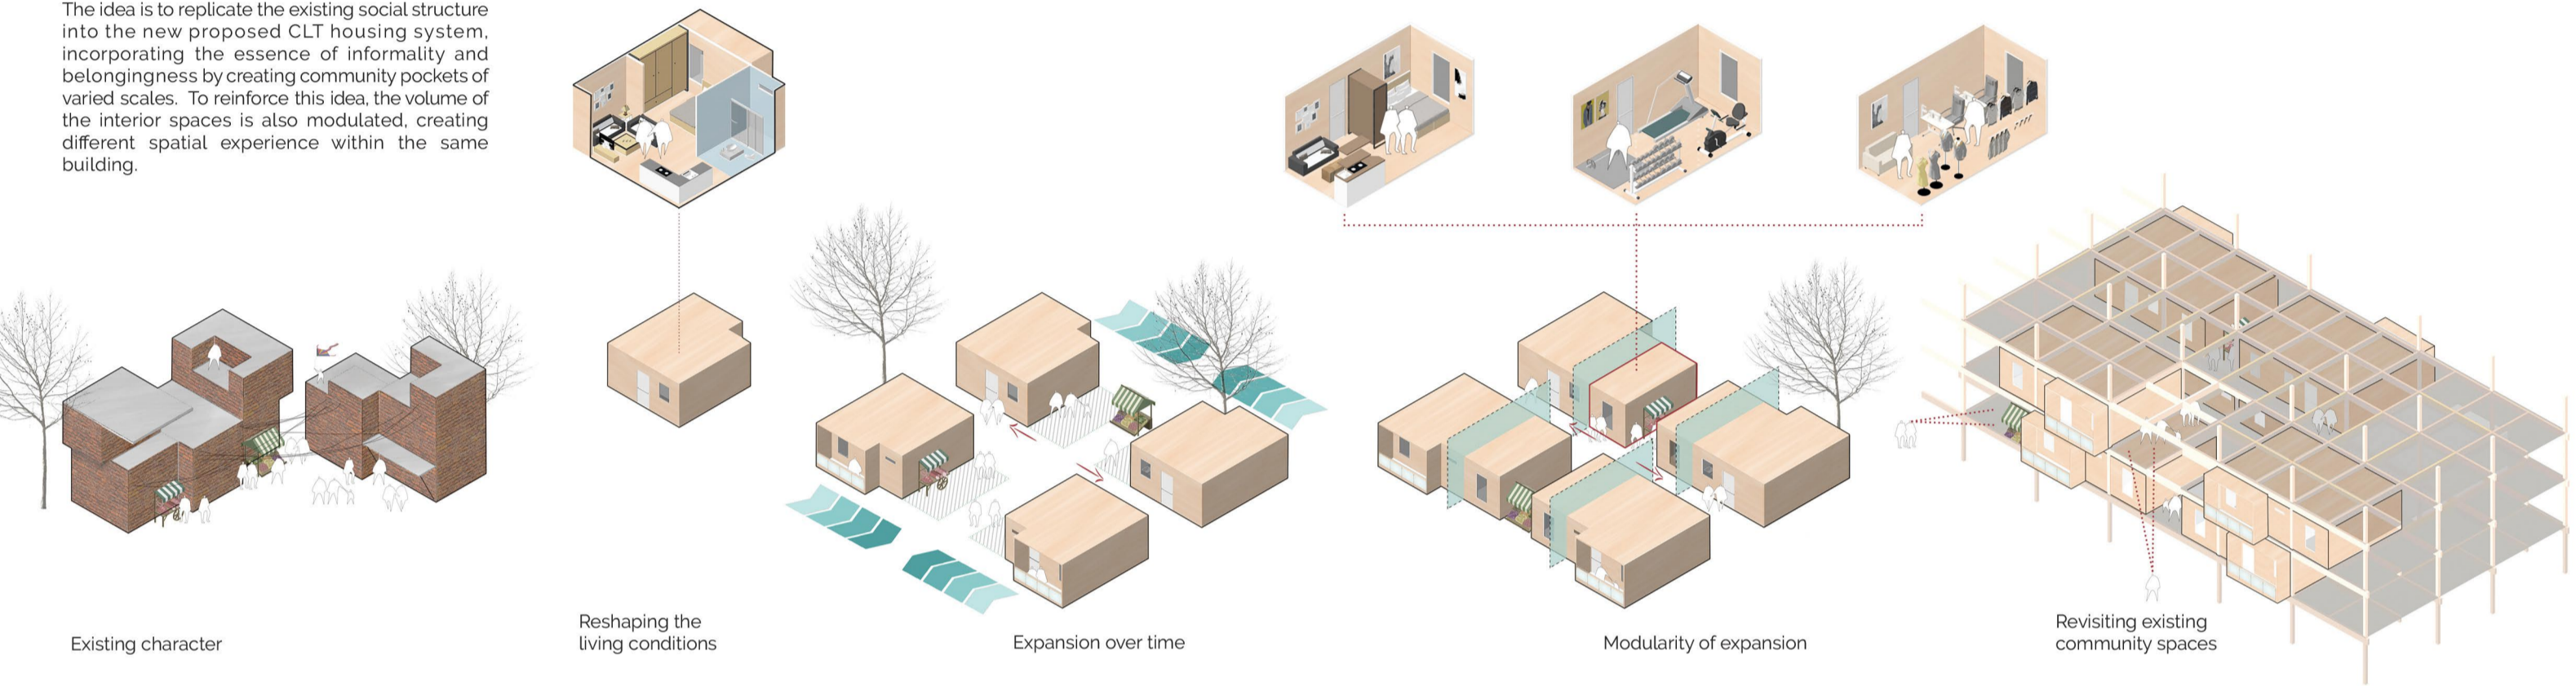 The idea is to replicate the existing social structure
into the new proposed CLT housing system,
incorporating the essence of informality and
belongingness by creating community pockets of
varied scales. To reinforce this idea, the volume of
the interior spaces is also modulated, creating
different spatial experience within the same
building.
Existing character
Reshaping the
living conditions
Expansion over time
Modularity of expansion
Revisiting existing
community spaces